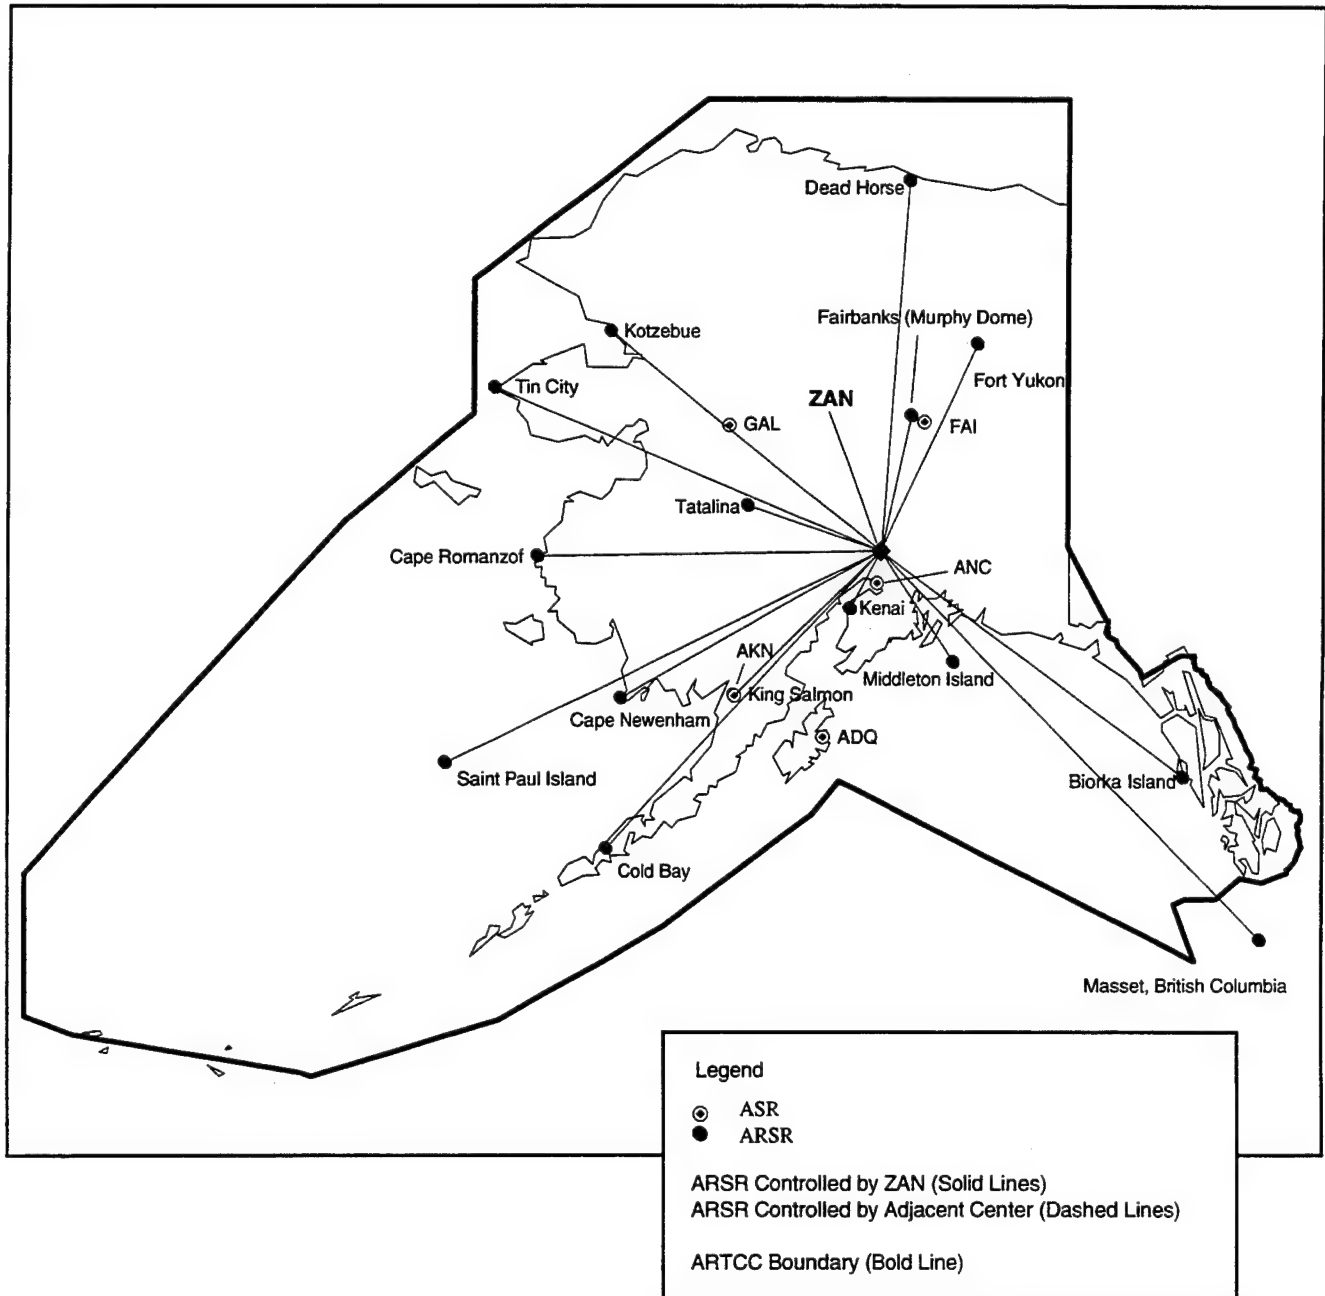 Dead Horse
Fairbanks (Murphy Dome)
Kotzebue
Fort Yukon
Tin City
ZAN
GAL
FAI
Tatalina
Cape Romanzof
ANC
Kenai
AKN
Middleton Island
King Salmon
Cape Newenham
ADQ
Saint Paul Island
Biorka Island
Cold Bay
Masset, British Columbia
Legend
ASR
ARSR
ARSR Controlled by ZAN (Solid Lines)
ARSR Controlled by Adjacent Center (Dashed Lines)
ARTCC Boundary (Bold Line)